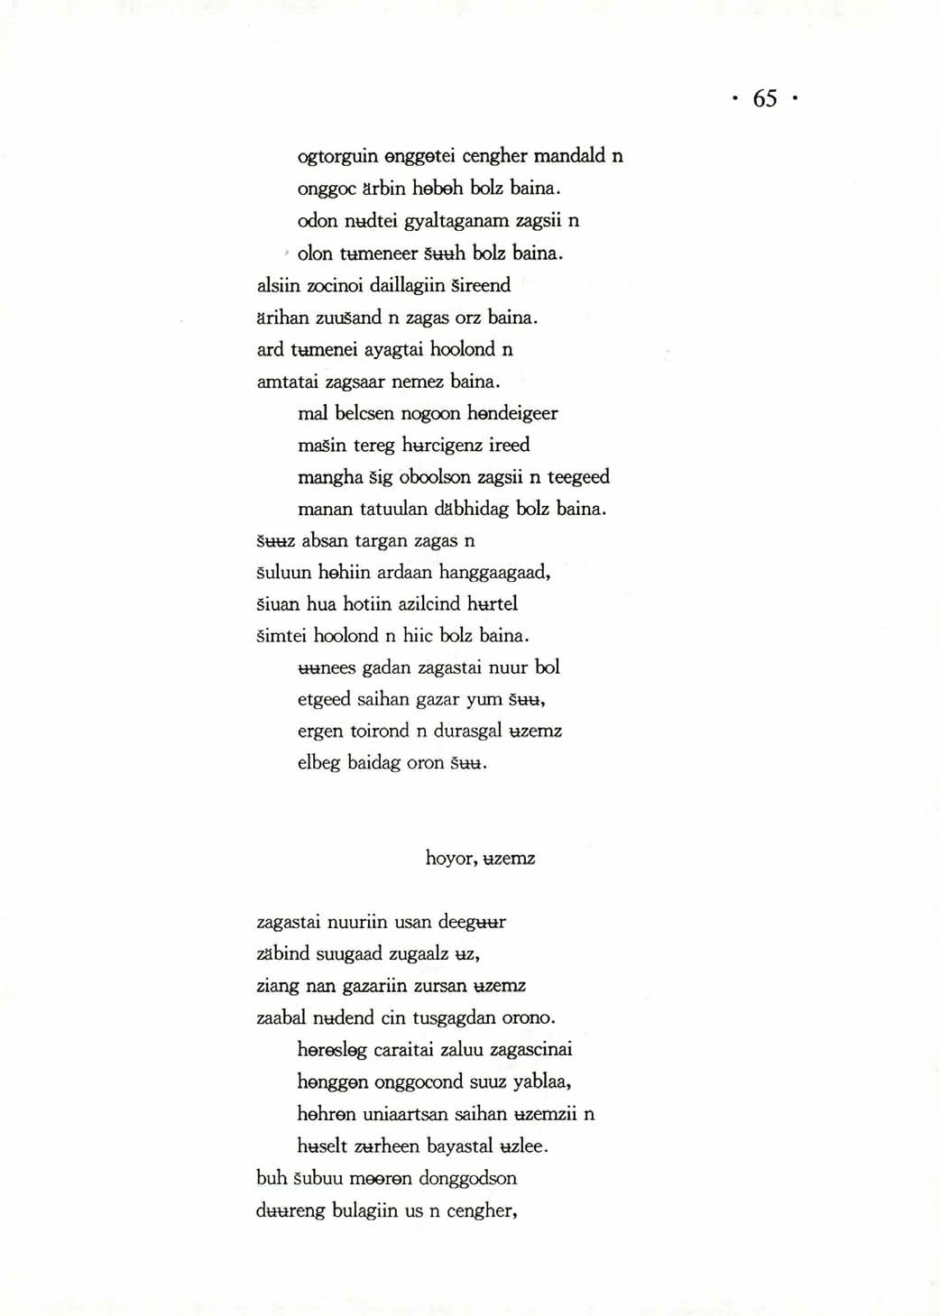 · 65 ·
ogtorguin ɵnggɵtei cengher mandald n
onggoc ärbin hɵbɵh bolz baina.
odon nʉdtei gyaltaganam zagsii n
olon tʉmeneer šʉʉh bolz baina.
alsiin zocinoi daillagiin šireend
ärihan zuušand n zagas orz baina.
ard tʉmenei ayagtai hoolond n
amtatai zagsaar nemez baina.
mal belcsen nogoon hɵndeigeer
mašin tereg hʉrcigenz ireed
mangha šig oboolson zagsii n teegeed
manan tatuulan däbhidag bolz baina.
šʉʉz absan targan zagas n
šuluun hɵhiin ardaan hanggaagaad,
šiuan hua hotiin azilcind hʉrtel
šimtei hoolond n hiic bolz baina.
ʉʉnees gadan zagastai nuur bol
etgeed saihan gazar yum šʉʉ,
ergen toirond n durasgal ʉzemz
elbeg baidag oron šʉʉ.
hoyor, ʉzemz
zagastai nuuriin usan deegʉʉr
zäbind suugaad zugaalz ʉz,
ziang nan gazariin zursan ʉzemz
zaabal nʉdend cin tusgagdan orono.
hɵrɵslɵg caraitai zaluu zagascinai
hɵnggɵn onggocond suuz yablaa,
hɵhrɵn uniaartsan saihan ʉzemzii n
hʉselt zʉrheen bayastal ʉzlee.
buh šubuu mɵɵrɵn donggodson
dʉʉreng bulagiin us n cengher,